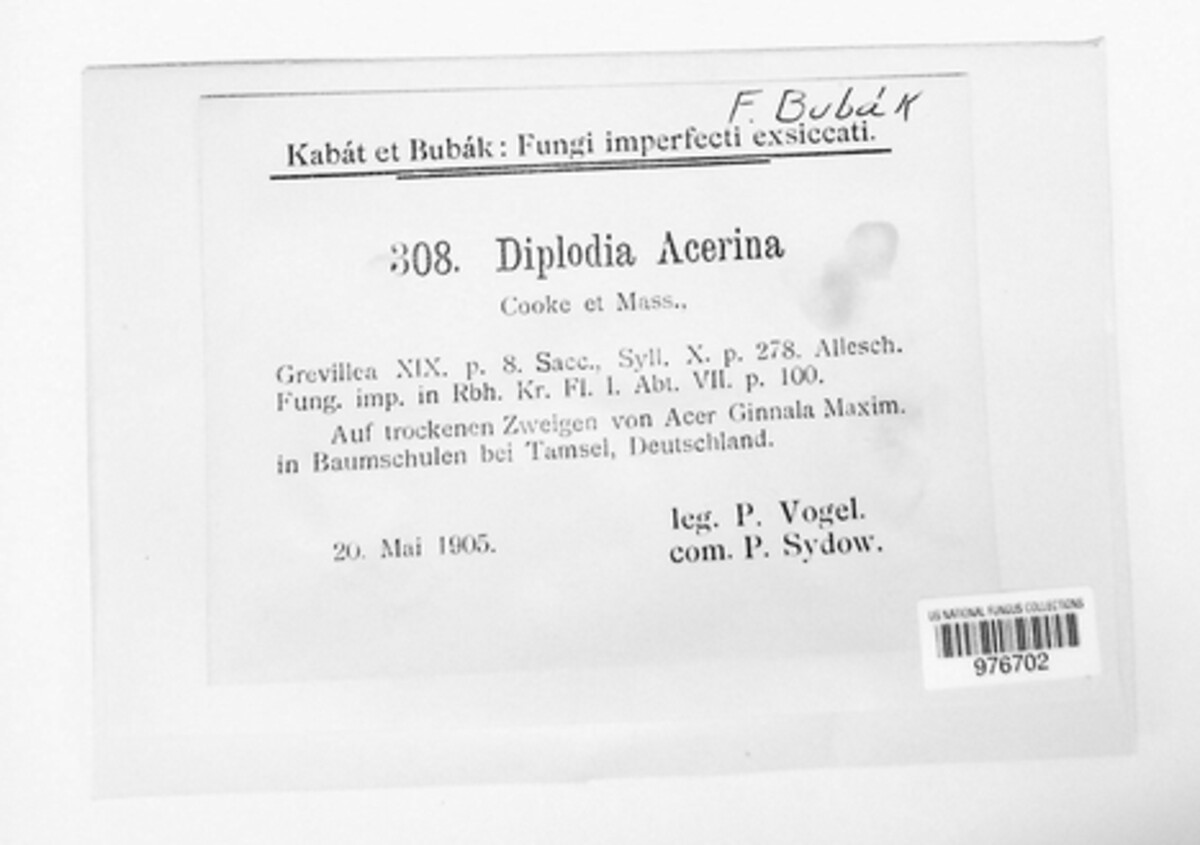 F. Bubák
Kabát et Bubák: Fungi imperfecti exsiccati.
308. Diplodia Acerina
Cooke et Mass.,
Grevillea XIX. p. 8. Sacc., Syll. X. p. 278. Allesch.
Fung. imp. in Rbh. Kr. Fl. I. Abt. VII. p. 100.
Auf trockenen Zweigen von Acer Ginnala Maxim.
in Baumschulen bei Tamsel, Deutschland.
leg. P. Vogel.
20. Mai 1905.
com. P. Sydow.
US NATIONAL FUNGUS COLLECTIONS
976702